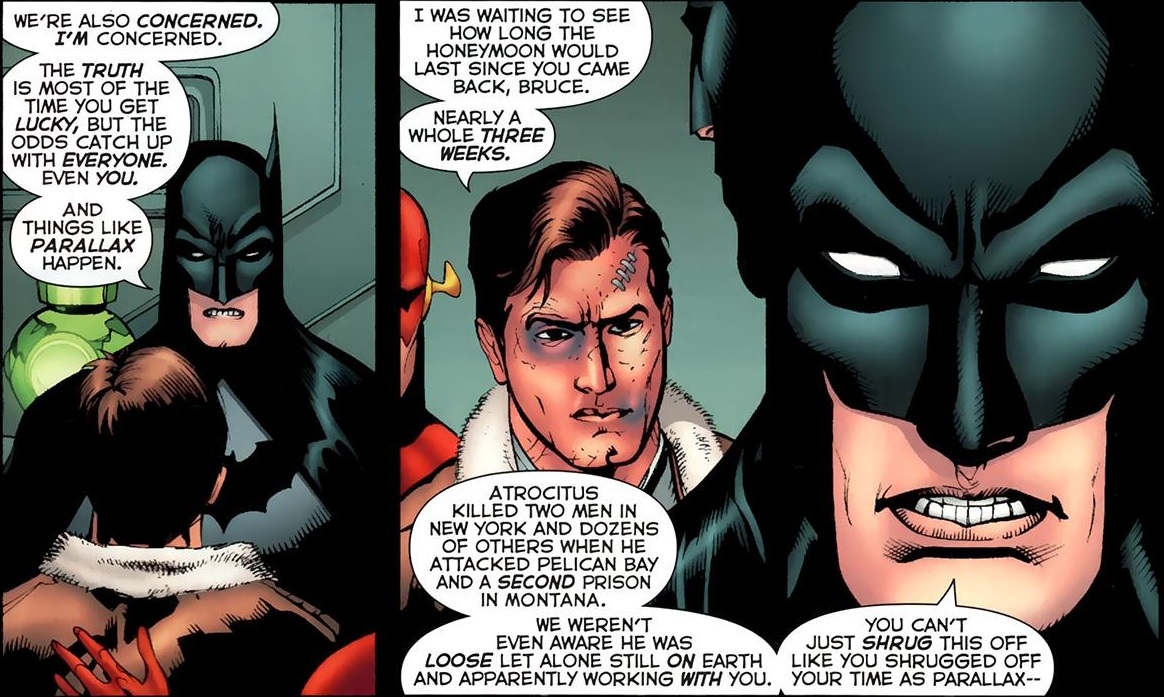 WE'RE ALSO CONCERNED.
I'M CONCERNED.
THE TRUTH
IS MOST OF THE
TIME YOU GET
LUCKY, BUT THE
ODDS CATCH UP
WITH EVERYONE.
EVEN YOU.
AND
THINGS LIKE
PARALLAX
HAPPEN.
I WAS WAITING TO SEE
HOW LONG THE
HONEYMOON WOULD
LAST SINCE YOU CAME
BACK, BRUCE.
NEARLY A
WHOLE THREE
WEEKS.
ATROCITUS
KILLED TWO MEN IN
NEW YORK AND DOZENS
OF OTHERS WHEN HE
ATTACKED PELICAN BAY
AND A SECOND PRISON
IN MONTANA.
WE WEREN'T
EVEN AWARE HE WAS
LOOSE LET ALONE STILL ON EARTH
AND APPARENTLY WORKING WITH YOU.
YOU CAN'T
JUST SHRUG THIS OFF
LIKE YOU SHRUGGED OFF
YOUR TIME AS PARALLAX--